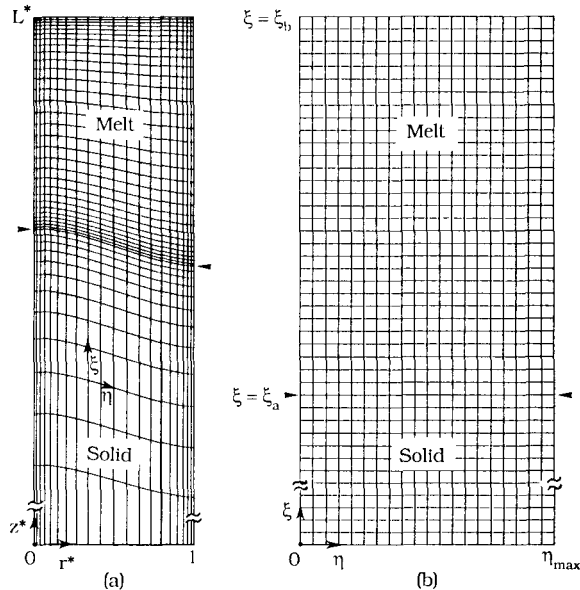 L*
Melt
ξ
η
Solid
z*
0
r*
1
(a)
ξ = ξb
Melt
ξ = ξa
Solid
ξ
0
η
ηmax
(b)